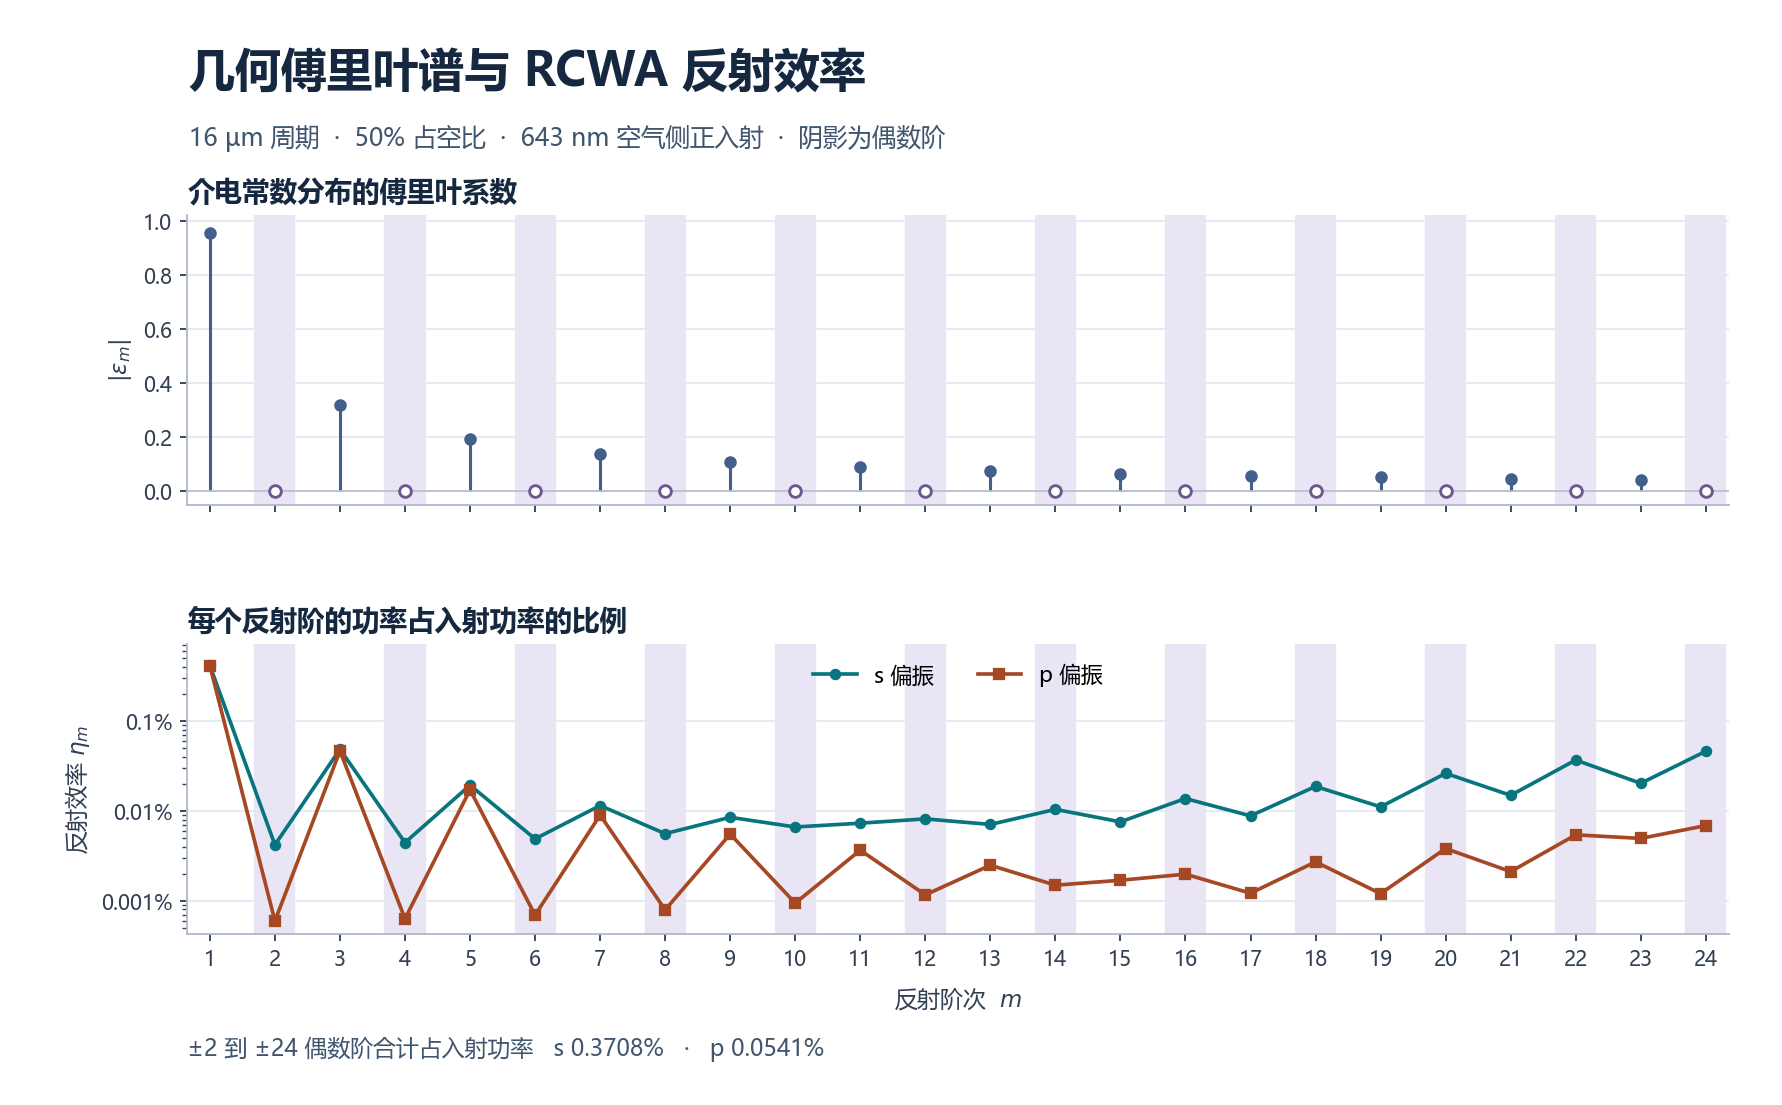 几何傅里叶谱与 RCWA 反射效率
16 μm 周期 · 50% 占空比 · 643 nm 空气侧正入射 · 阴影为偶数阶
介电常数分布的傅里叶系数
1.0
0.8
0.6
0.4
0.2
0.0
|εm|
每个反射阶的功率占入射功率的比例
s 偏振
p 偏振
0.1%
0.01%
0.001%
反射效率 ηm
1 2 3 4 5 6 7 8 9 10 11 12 13 14 15 16 17 18 19 20 21 22 23 24
反射阶次 m
±2 到 ±24 偶数阶合计占入射功率 s 0.3708% · p 0.0541%